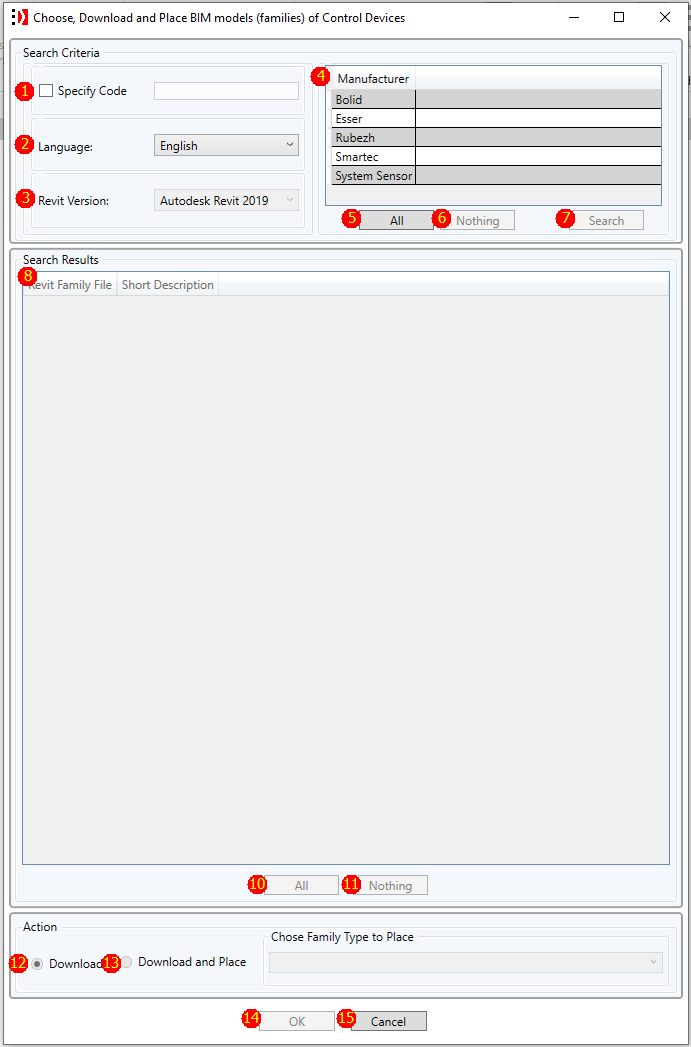 Choose, Download and Place BIM models (families) of Control Devices
Search Criteria
1 Specify Code
2 Language: English
3 Revit Version: Autodesk Revit 2019
4 Manufacturer
Bolid
Esser
Rubezh
Smartec
System Sensor
5 All 6 Nothing 7 Search
Search Results
8
Revit Family File Short Description
10 All 11 Nothing
Action
Chose Family Type to Place
12 Download 13 Download and Place
14 OK 15 Cancel